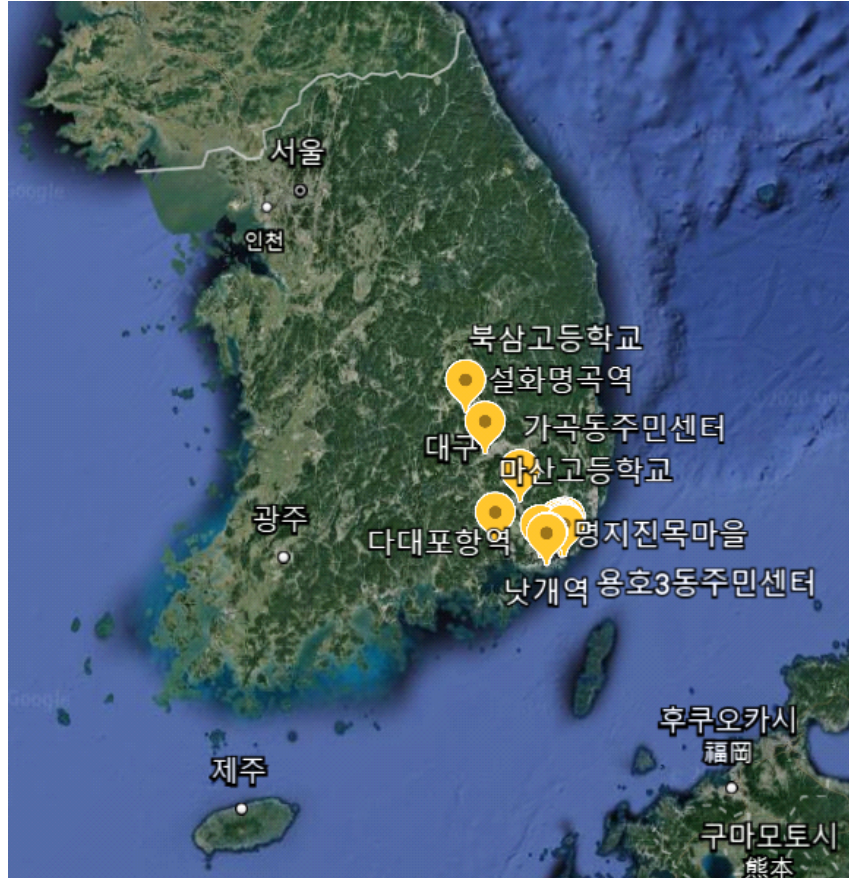 Google
서울
인천
북삼고등학교
설화명곡역
가곡동주민센터
대구
마산고등학교
광주
다대포항역
명지진목마을
낫개역
용호3동주민센터
Google
후쿠오카시
福岡
제주
구마모토시
熊本